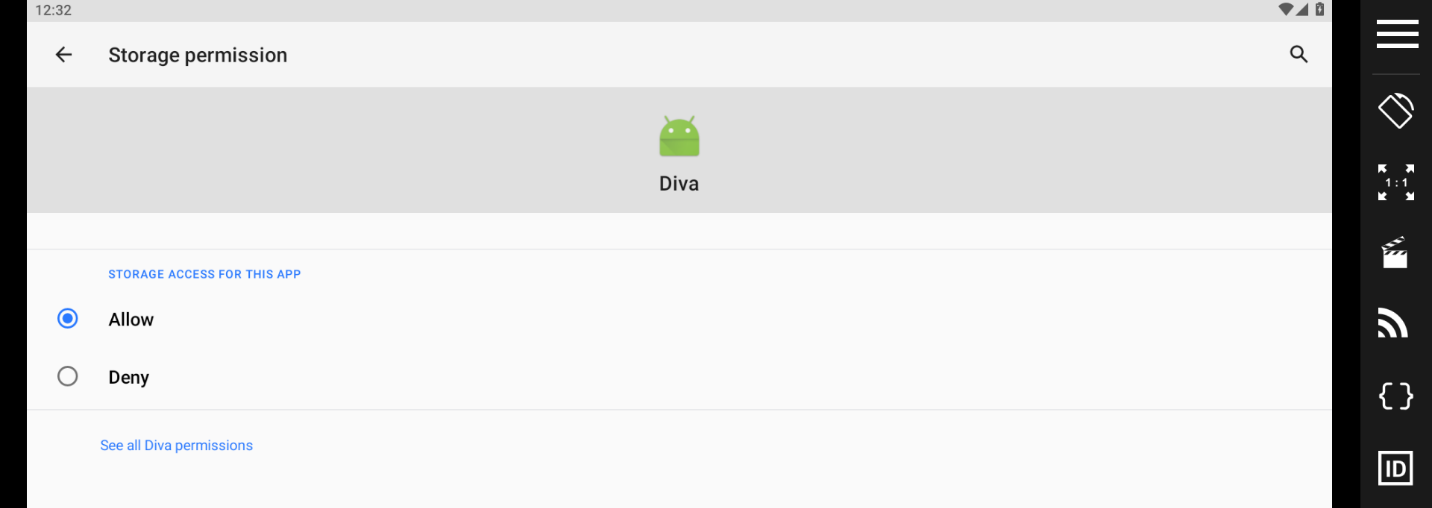 12:32
Storage permission
Diva
STORAGE ACCESS FOR THIS APP
Allow
Deny
See all Diva permissions
1:1
{ }
ID